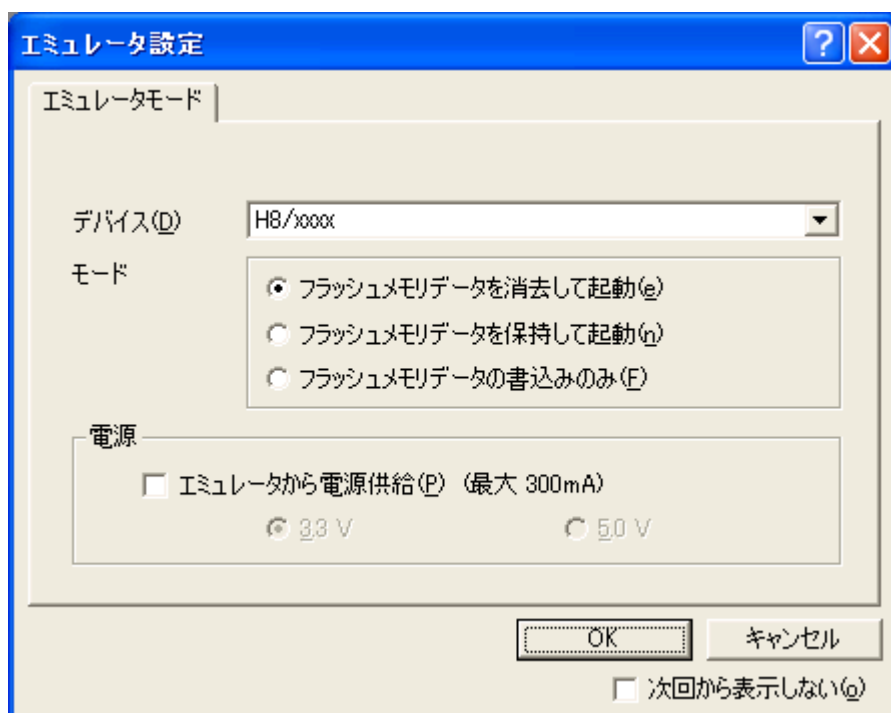 エミュレータ設定
エミュレータモード
デバイス(D) H8/xxxx
モード
フラッシュメモリデータを消去して起動(e)
フラッシュメモリデータを保持して起動(n)
フラッシュメモリデータの書込みのみ(F)
電源
エミュレータから電源供給(P) (最大 300mA)
3.3 V 5.0 V
OK キャンセル
次回から表示しない(o)